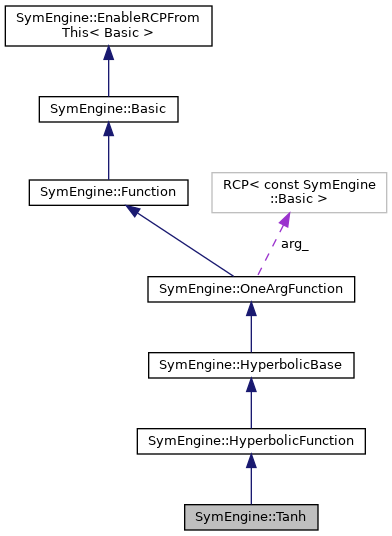 SymEngine::EnableRCPFrom
This< Basic >
SymEngine::Basic
SymEngine::Function
RCP< const SymEngine
::Basic >
arg_
SymEngine::OneArgFunction
SymEngine::HyperbolicBase
SymEngine::HyperbolicFunction
SymEngine::Tanh